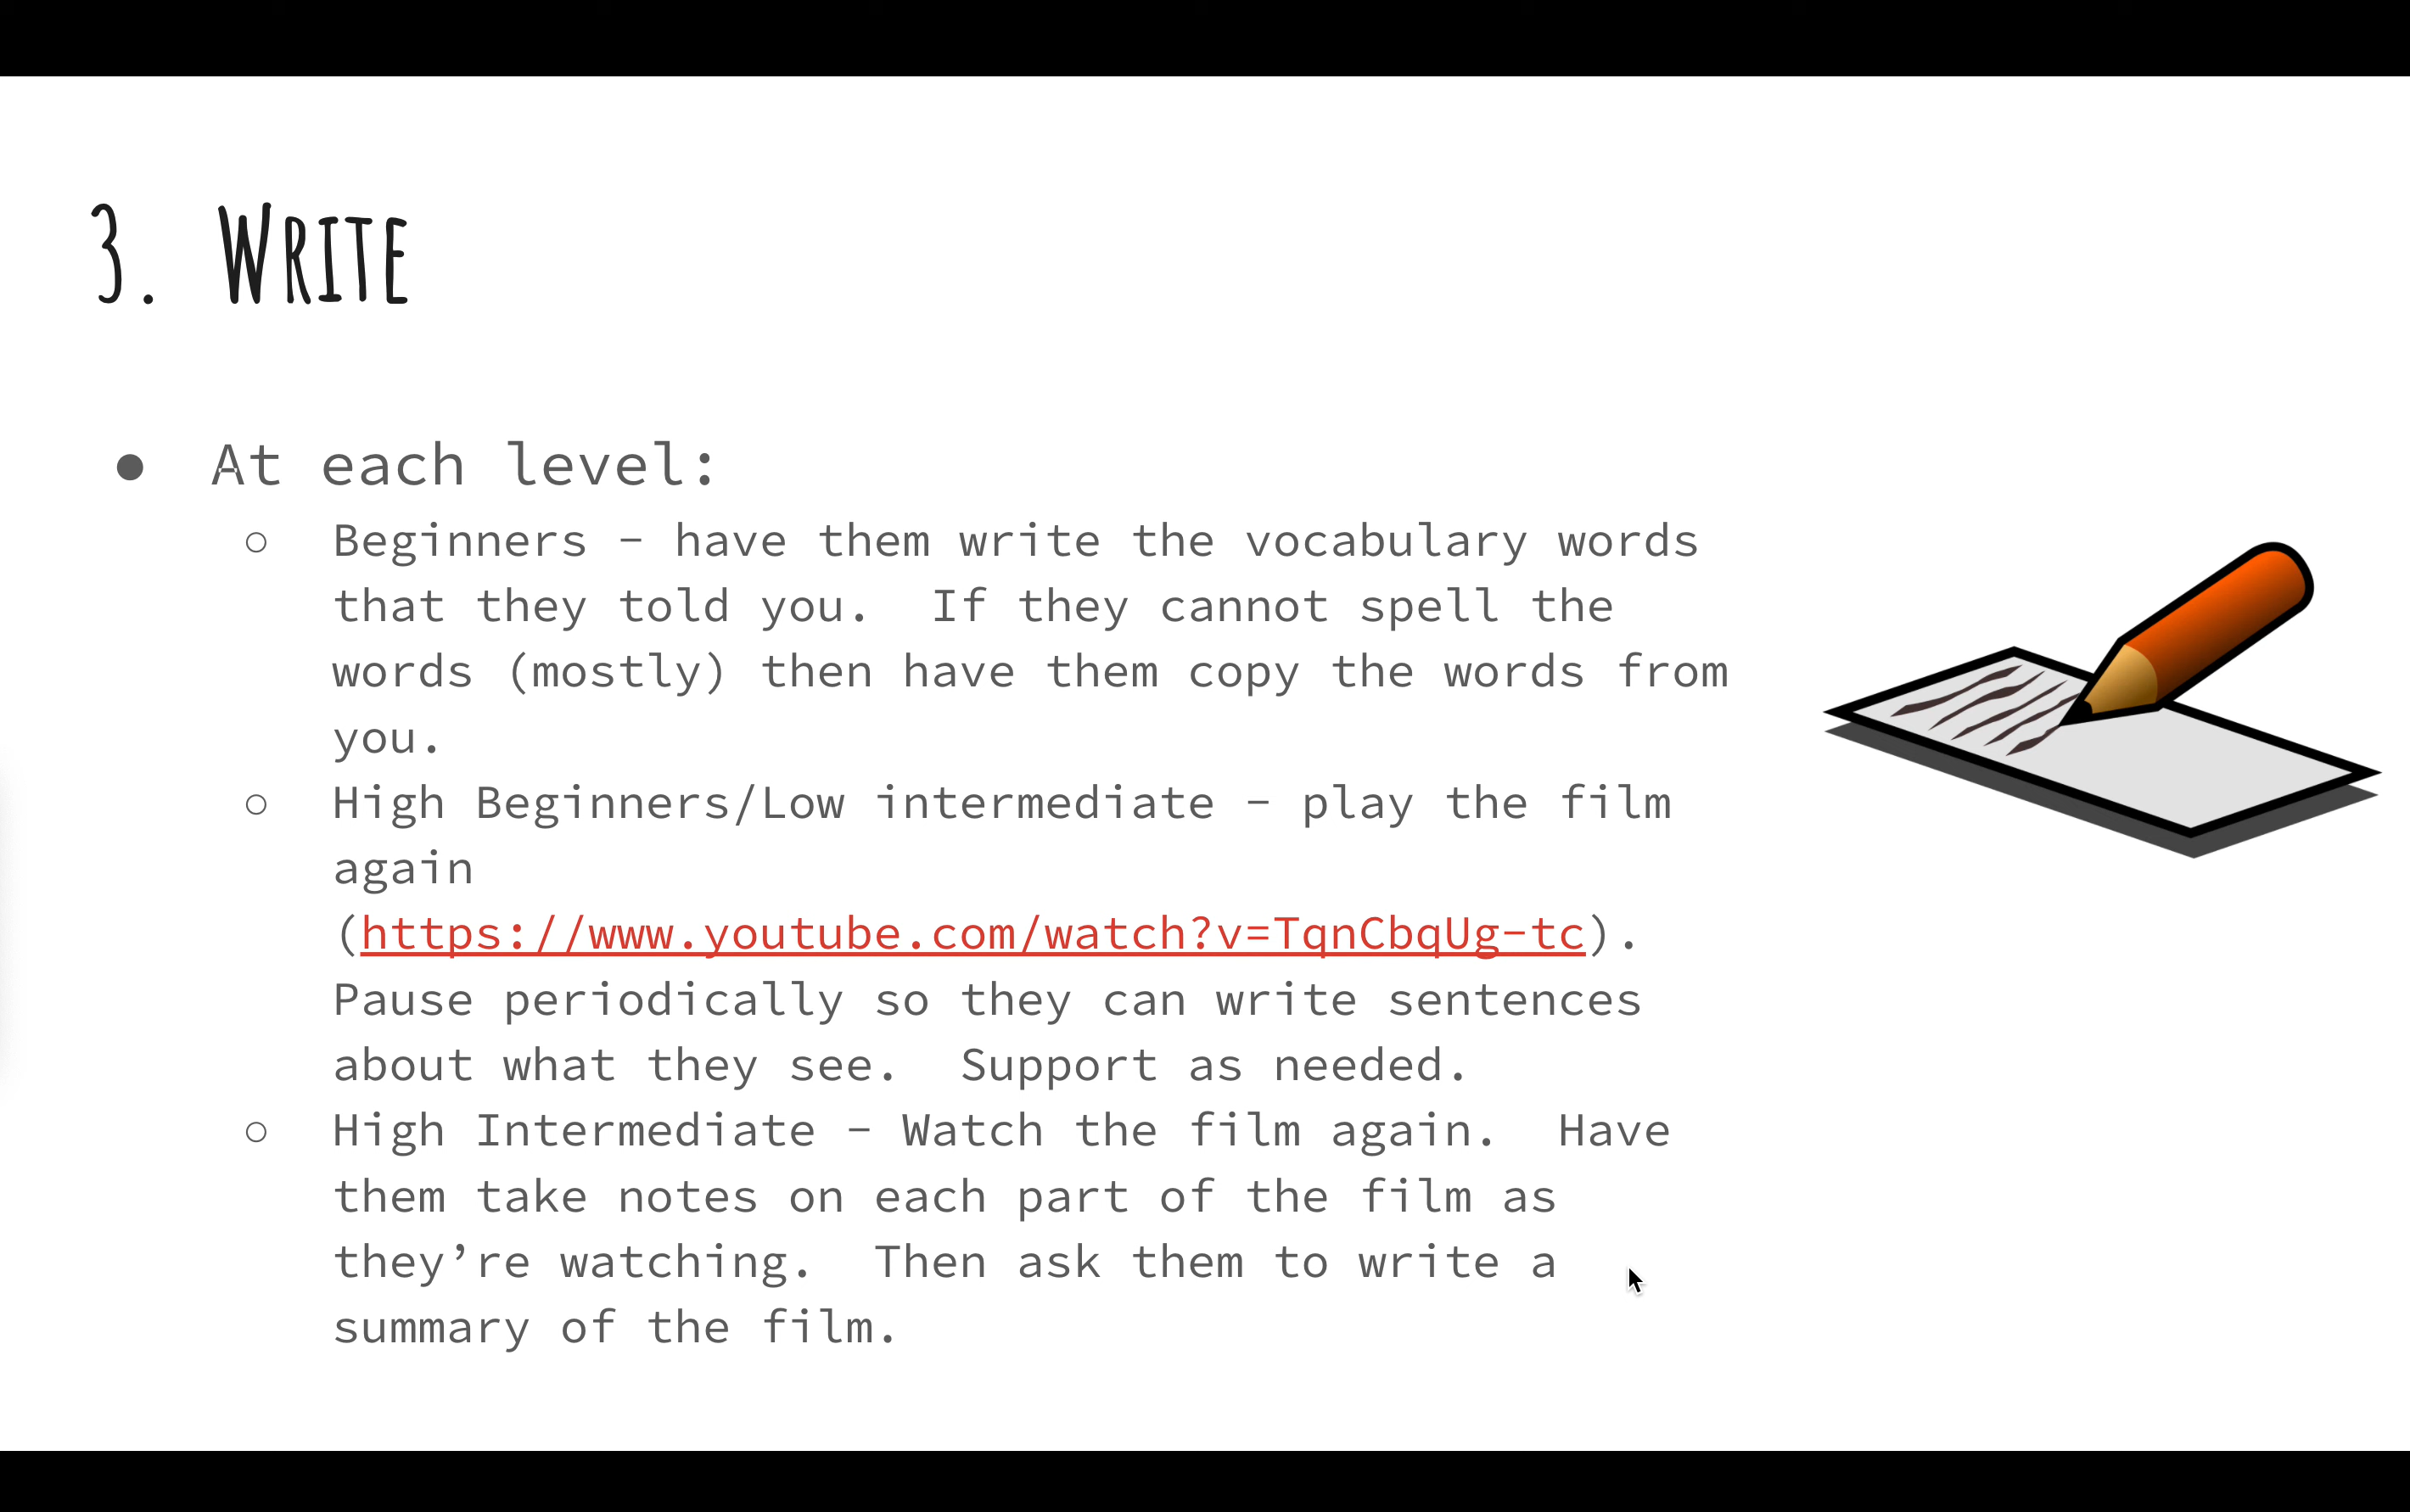 3. Write
● At each level:
○ Beginners - have them write the vocabulary words
that they told you.  If they cannot spell the
words (mostly) then have them copy the words from
you.
○ High Beginners/Low intermediate - play the film
again
(https://www.youtube.com/watch?v=TqnCbqUg-tc).
Pause periodically so they can write sentences
about what they see.  Support as needed.
○ High Intermediate - Watch the film again.  Have
them take notes on each part of the film as
they’re watching.  Then ask them to write a
summary of the film.